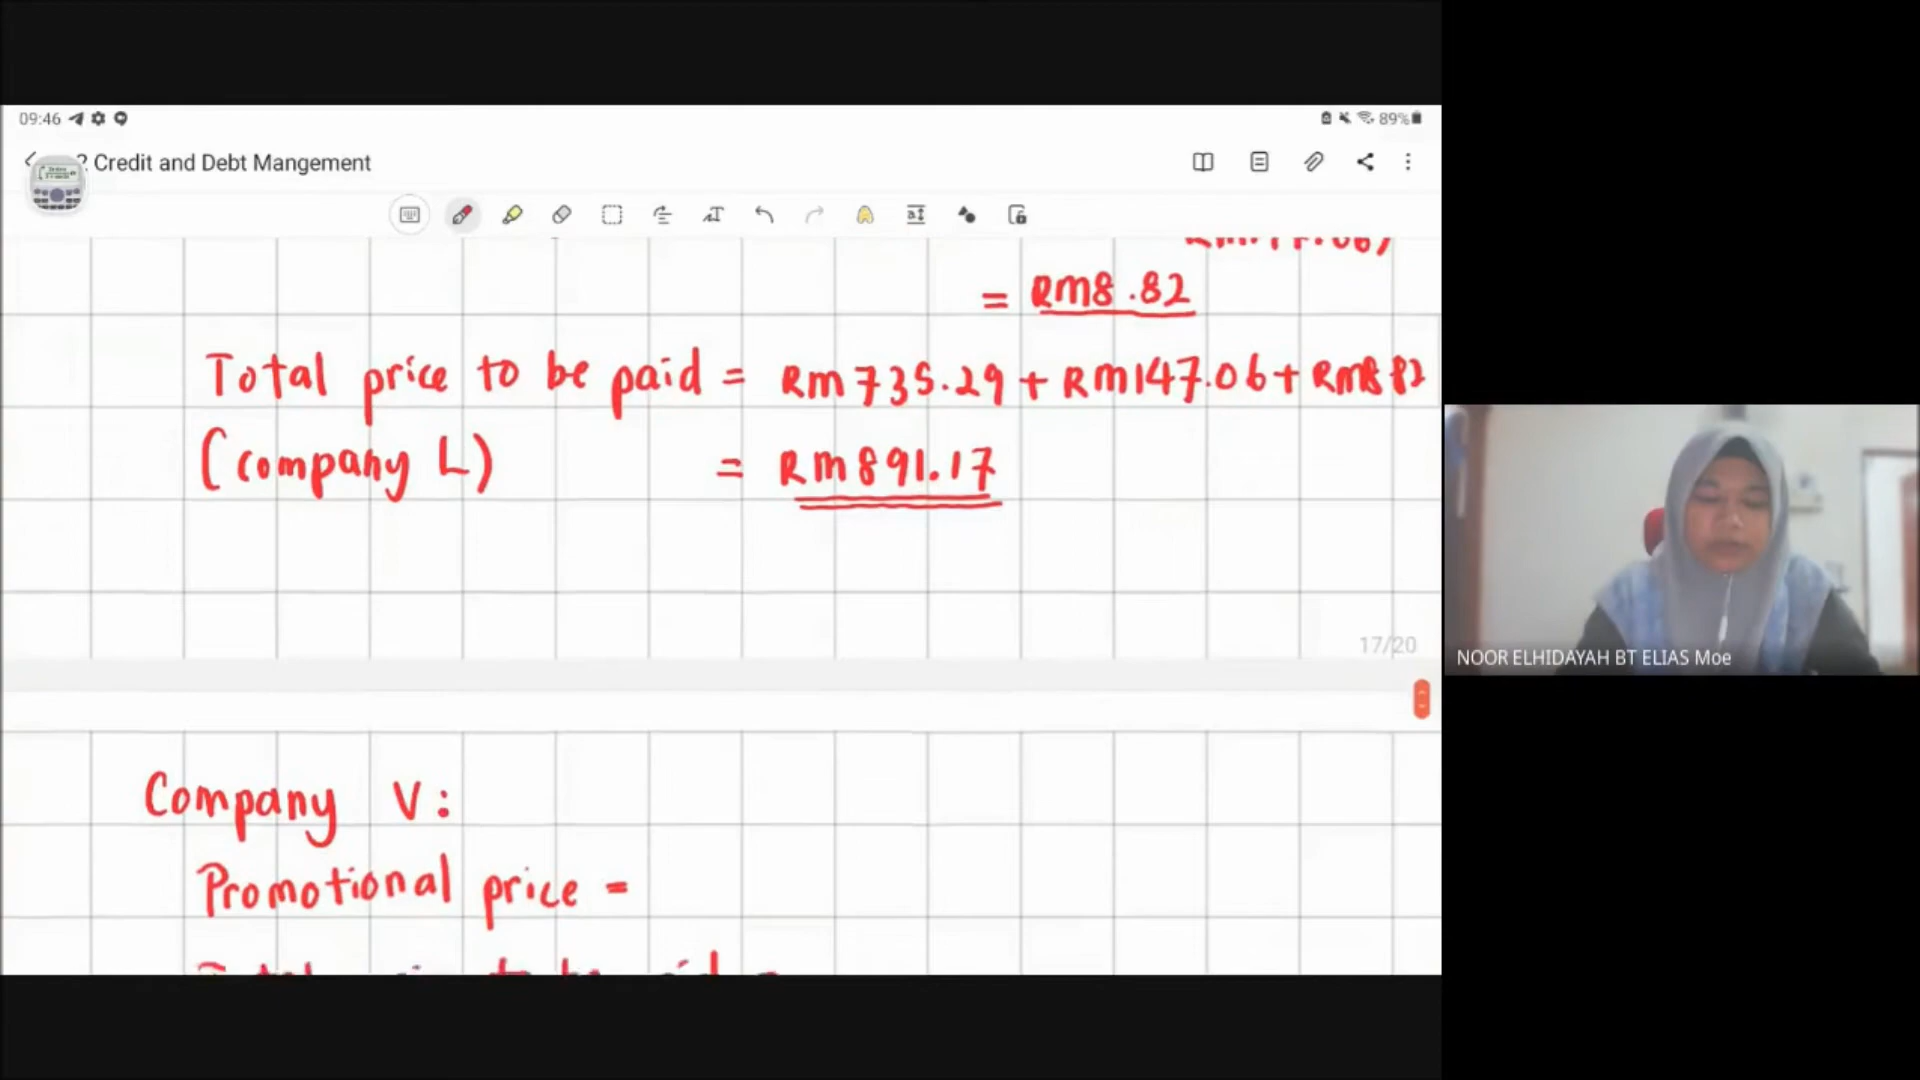 09:46
89%
2 Credit and Debt Mangement
= RM8.82
Total price to be paid = RM735.29 + RM147.06 + RM8.82
(company L) = RM891.17
17/20
Company V:
Promotional price =
NOOR ELHIDAYAH BT ELIAS Moe